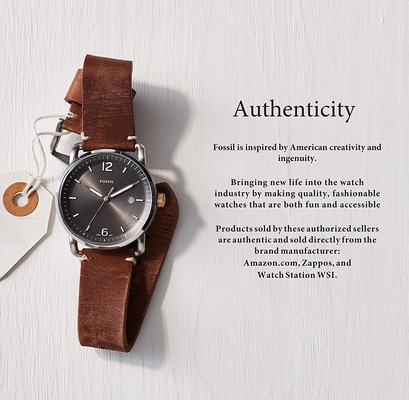 Authenticity
Fossil is inspired by American creativity and
ingenuity.
Bringing new life into the watch
industry by making quality, fashionable
watches that are both fun and accessible
Products sold by these authorized sellers
are authentic and sold directly from the
brand manufacturer:
Amazon.com, Zappos, and
Watch Station WSI.
12
FOSSIL
6